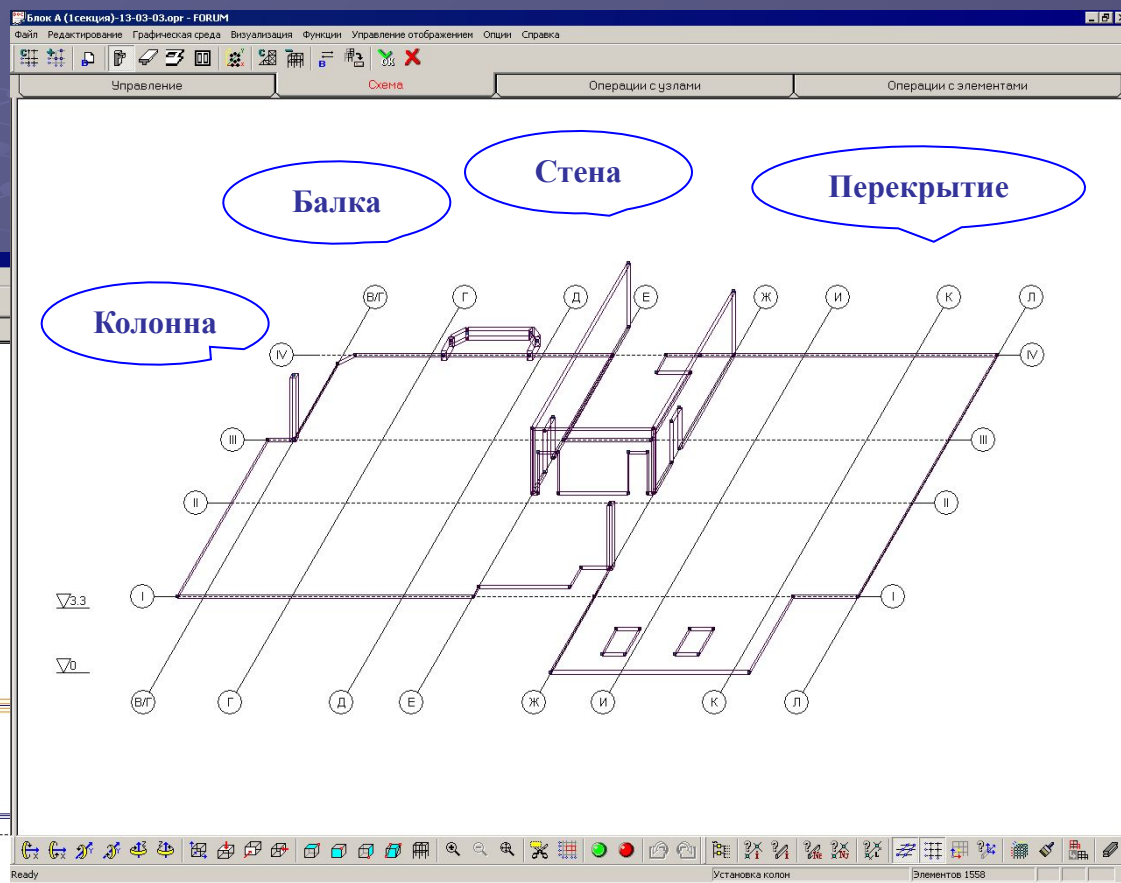 Блок А (1секция)-13-03-03.opr - FORUM
Файл Редактирование Графическая среда Визуализация Функции Управление отображением Опции Справка
Управление Схема Операции с узлами Операции с элементами
Стена
Балка
Перекрытие
Колонна
В/Г Г Д Е Ж И К Л
IV IV
III III
II II
I I
3.3
0
В/Г Г Д Е Ж И К Л
Ready Установка колон Элементов 1558